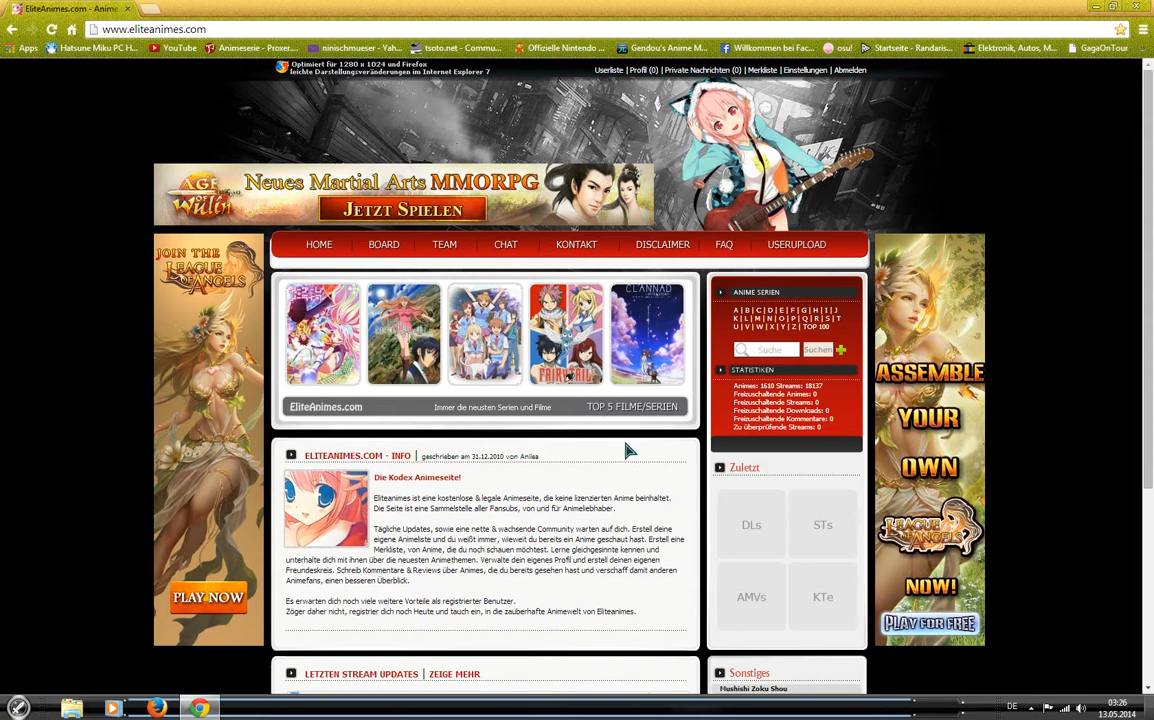 EliteAnimes.com - Anime
www.eliteanimes.com
Apps
Hatsune Miku PC H...
YouTube
Animeserie - Proxer....
ninischmueser - Yah...
tsoto.net - Commu...
Offizielle Nintendo ...
Gendou's Anime M...
Willkommen bei Fac...
osu!
Startseite - Randaris...
Elektronik, Autos, M...
GagaOnTour
Optimiert für 1280 x 1024 und Firefox
leichte Darstellungsveränderungen im Internet Explorer 7
Userliste | Profil (0) | Private Nachrichten (0) | Merkliste | Einstellungen | Abmelden
AGE OF Wulin
Neues Martial Arts MMORPG
JETZT SPIELEN
HOME BOARD TEAM CHAT KONTAKT DISCLAIMER FAQ USERUPLOAD
JOIN THE
LEAGUE OF ANGELS
PLAY NOW
FAIRY TAIL
CLANNAD
EliteAnimes.com
Immer die neusten Serien und Filme
TOP 5 FILME/SERIEN
ELITEANIMES.COM - INFO | geschrieben am 31.12.2010 von Anilea
Die Kodex Animeseite!
Eliteanimes ist eine kostenlose & legale Animeseite, die keine lizenzierten Anime beinhaltet.
Die Seite ist eine Sammelstelle aller Fansubs, von und für Animeliebhaber.
Tägliche Updates, sowie eine nette & wachsende Community warten auf dich. Erstell deine
eigene Animeliste und du weißt immer, wieweit du bereits ein Anime geschaut hast. Erstell eine
Merkliste, von Anime, die du noch schauen möchtest. Lerne gleichgesinnte kennen und
unterhalte dich mit ihnen über die neuesten Animethemen. Verwalte dein eigenes Profil und erstell deinen eigenen
Freundeskreis. Schreib Kommentare & Reviews über Animes, die du bereits gesehen hast und verschaff damit anderen
Animefans, einen besseren Überblick.
Es erwarten dich noch viele weitere Vorteile als registrierter Benutzer.
Zöger daher nicht, registrier dich noch Heute und tauch ein, in die zauberhafte Animewelt von Eliteanimes.
LETZTEN STREAM UPDATES | ZEIGE MEHR
ANIME SERIEN
A | B | C | D | E | F | G | H | I | J
K | L | M | N | O | P | Q | R | S | T
U | V | W | X | Y | Z | TOP 100
Suche
Suchen
STATISTIKEN
Animes: 1610 Streams: 18137
Freizuschaltende Animes: 0
Freizuschaltende Streams: 0
Freizuschaltende Downloads: 0
Freizuschaltende Kommentare: 0
Zu überprüfende Streams: 0
Zuletzt
DLs STs
AMVs KTe
Sonstiges
Mushishi Zoku Shou
ASSEMBLE
YOUR
OWN
LEAGUE OF ANGELS
NOW!
PLAY FOR FREE
DE
03:26
13.05.2014